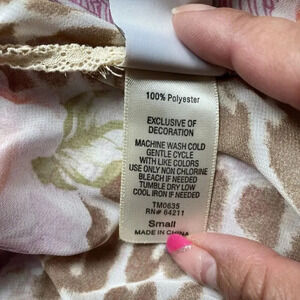 100% Polyester
EXCLUSIVE OF
DECORATION
MACHINE WASH COLD
GENTLE CYCLE
WITH LIKE COLORS
USE ONLY NON CHLORINE
BLEACH IF NEEDED
TUMBLE DRY LOW
COOL IRON IF NEEDED
TM0635
RN# 64211
Small
MADE IN CHINA